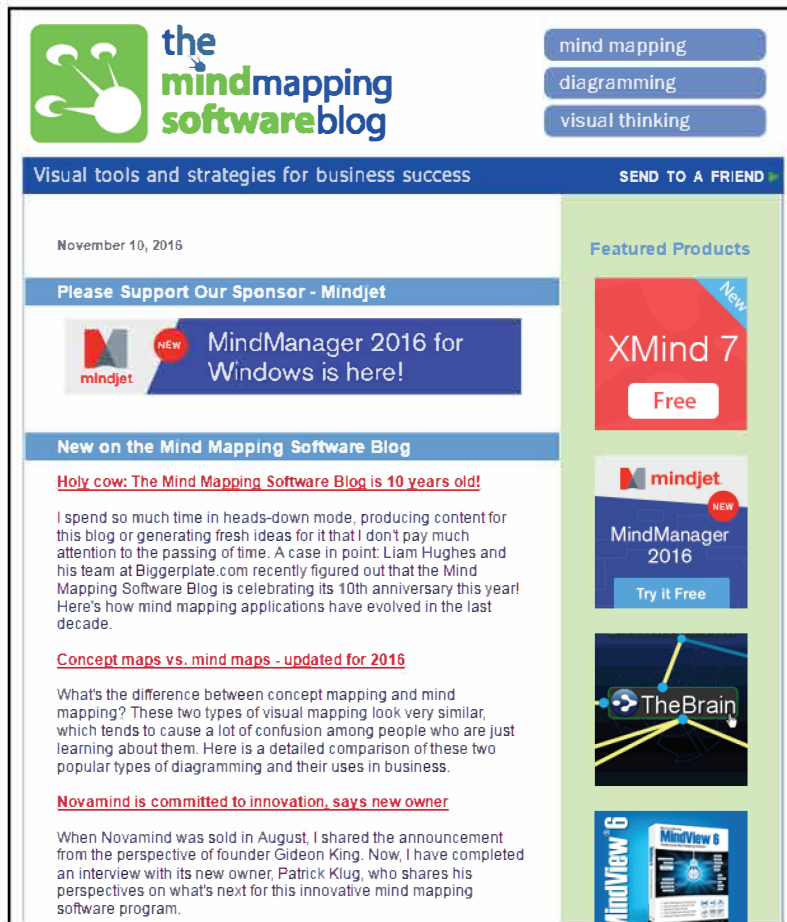 the
mindmapping
softwareblog
mind mapping
diagramming
visual thinking
Visual tools and strategies for business success
SEND TO A FRIEND
November 10, 2016
Please Support Our Sponsor - Mindjet
mindjet
NEW
MindManager 2016 for
Windows is here!
New on the Mind Mapping Software Blog
Holy cow: The Mind Mapping Software Blog is 10 years old!
I spend so much time in heads-down mode, producing content for
this blog or generating fresh ideas for it that I don't pay much
attention to the passing of time. A case in point: Liam Hughes and
his team at Biggerplate.com recently figured out that the Mind
Mapping Software Blog is celebrating its 10th anniversary this year!
Here's how mind mapping applications have evolved in the last
decade.
Concept maps vs. mind maps - updated for 2016
What's the difference between concept mapping and mind
mapping? These two types of visual mapping look very similar,
which tends to cause a lot of confusion among people who are just
learning about them. Here is a detailed comparison of these two
popular types of diagramming and their uses in business.
Novamind is committed to innovation, says new owner
When Novamind was sold in August, I shared the announcement
from the perspective of founder Gideon King. Now, I have completed
an interview with its new owner, Patrick Klug, who shares his
perspectives on what's next for this innovative mind mapping
software program.
Featured Products
New
XMind 7
Free
mindjet.
NEW
MindManager
2016
Try it Free
TheBrain
MindView 6
MindView 6